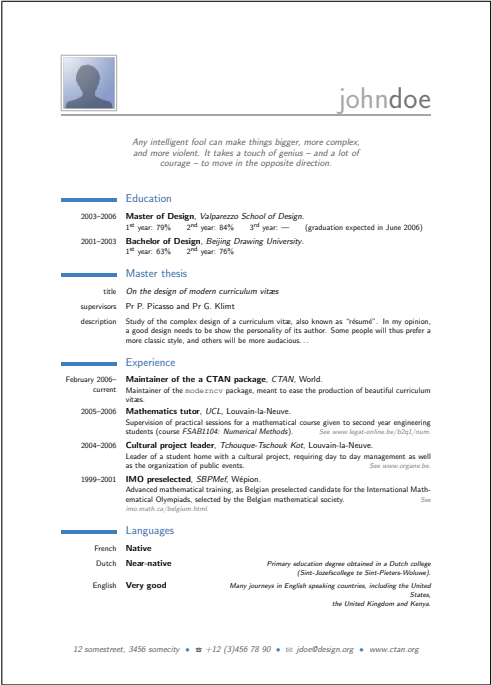 johndoe
Any intelligent fool can make things bigger, more complex,
and more violent. It takes a touch of genius – and a lot of
courage – to move in the opposite direction.
Education
2003–2006 Master of Design, Valparezzo School of Design.
1st year: 79% 2nd year: 84% 3rd year: — (graduation expected in June 2006)
2001–2003 Bachelor of Design, Beijing Drawing University.
1st year: 63% 2nd year: 76%
Master thesis
title On the design of modern curriculum vitæs
supervisors Pr P. Picasso and Pr G. Klimt
description Study of the complex design of a curriculum vitæ, also known as "résumé". In my opinion,
a good design needs to be show the personality of its author. Some people will thus prefer a
more classic style, and others will be more audacious. . .
Experience
February 2006– Maintainer of the a CTAN package, CTAN, World.
current Maintainer of the moderncv package, meant to ease the production of beautiful curriculum
vitæs.
2005–2006 Mathematics tutor, UCL, Louvain-la-Neuve.
Supervision of practical sessions for a mathematical course given to second year engineering
students (course FSAB1104: Numerical Methods). See www.legat-online.be/b2q1/num.
2004–2006 Cultural project leader, Tchouque-Tschouk Kot, Louvain-la-Neuve.
Leader of a student home with a cultural project, requiring day to day management as well
as the organization of public events. See www.organe.be.
1999–2001 IMO preselected, SBPMef, Wépion.
Advanced mathematical training, as Belgian preselected candidate for the International Math-
ematical Olympiads, selected by the Belgian mathematical society. See
imo.math.ca/belgium.html.
Languages
French Native
Dutch Near-native Primary education degree obtained in a Dutch college
(Sint-Jozefscollege te Sint-Pieters-Woluwe).
English Very good Many journeys in English speaking countries, including the United
States,
the United Kingdom and Kenya.
12 somestreet, 3456 somecity • ☎ +12 (3)456 78 90 • ✉ jdoe@design.org • www.ctan.org